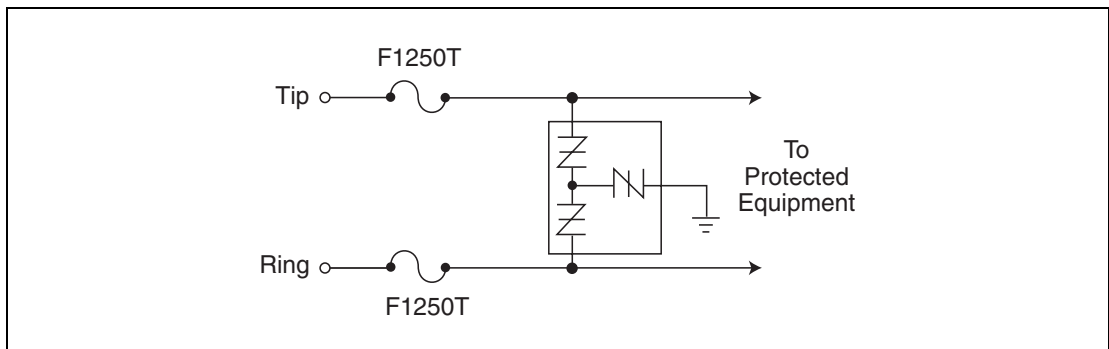 F1250T
Tip
To
Protected
Equipment
Ring
F1250T